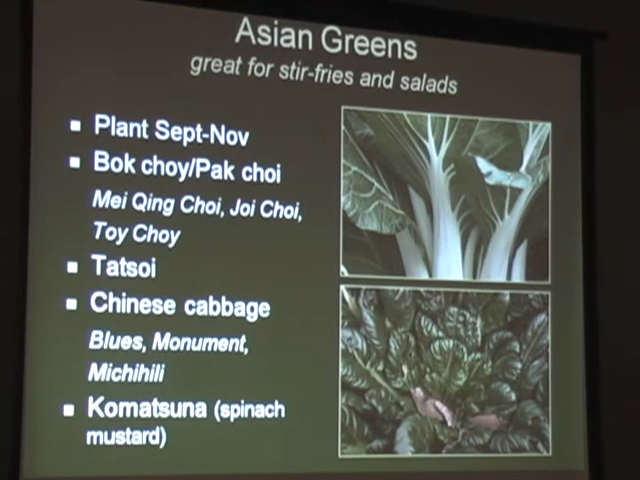 Asian Greens
great for stir-fries and salads
Plant Sept-Nov
Bok choy/Pak choi
Mei Qing Choi, Joi Choi,
Toy Choy
Tatsoi
Chinese cabbage
Blues, Monument,
Michihili
Komatsuna (spinach
mustard)